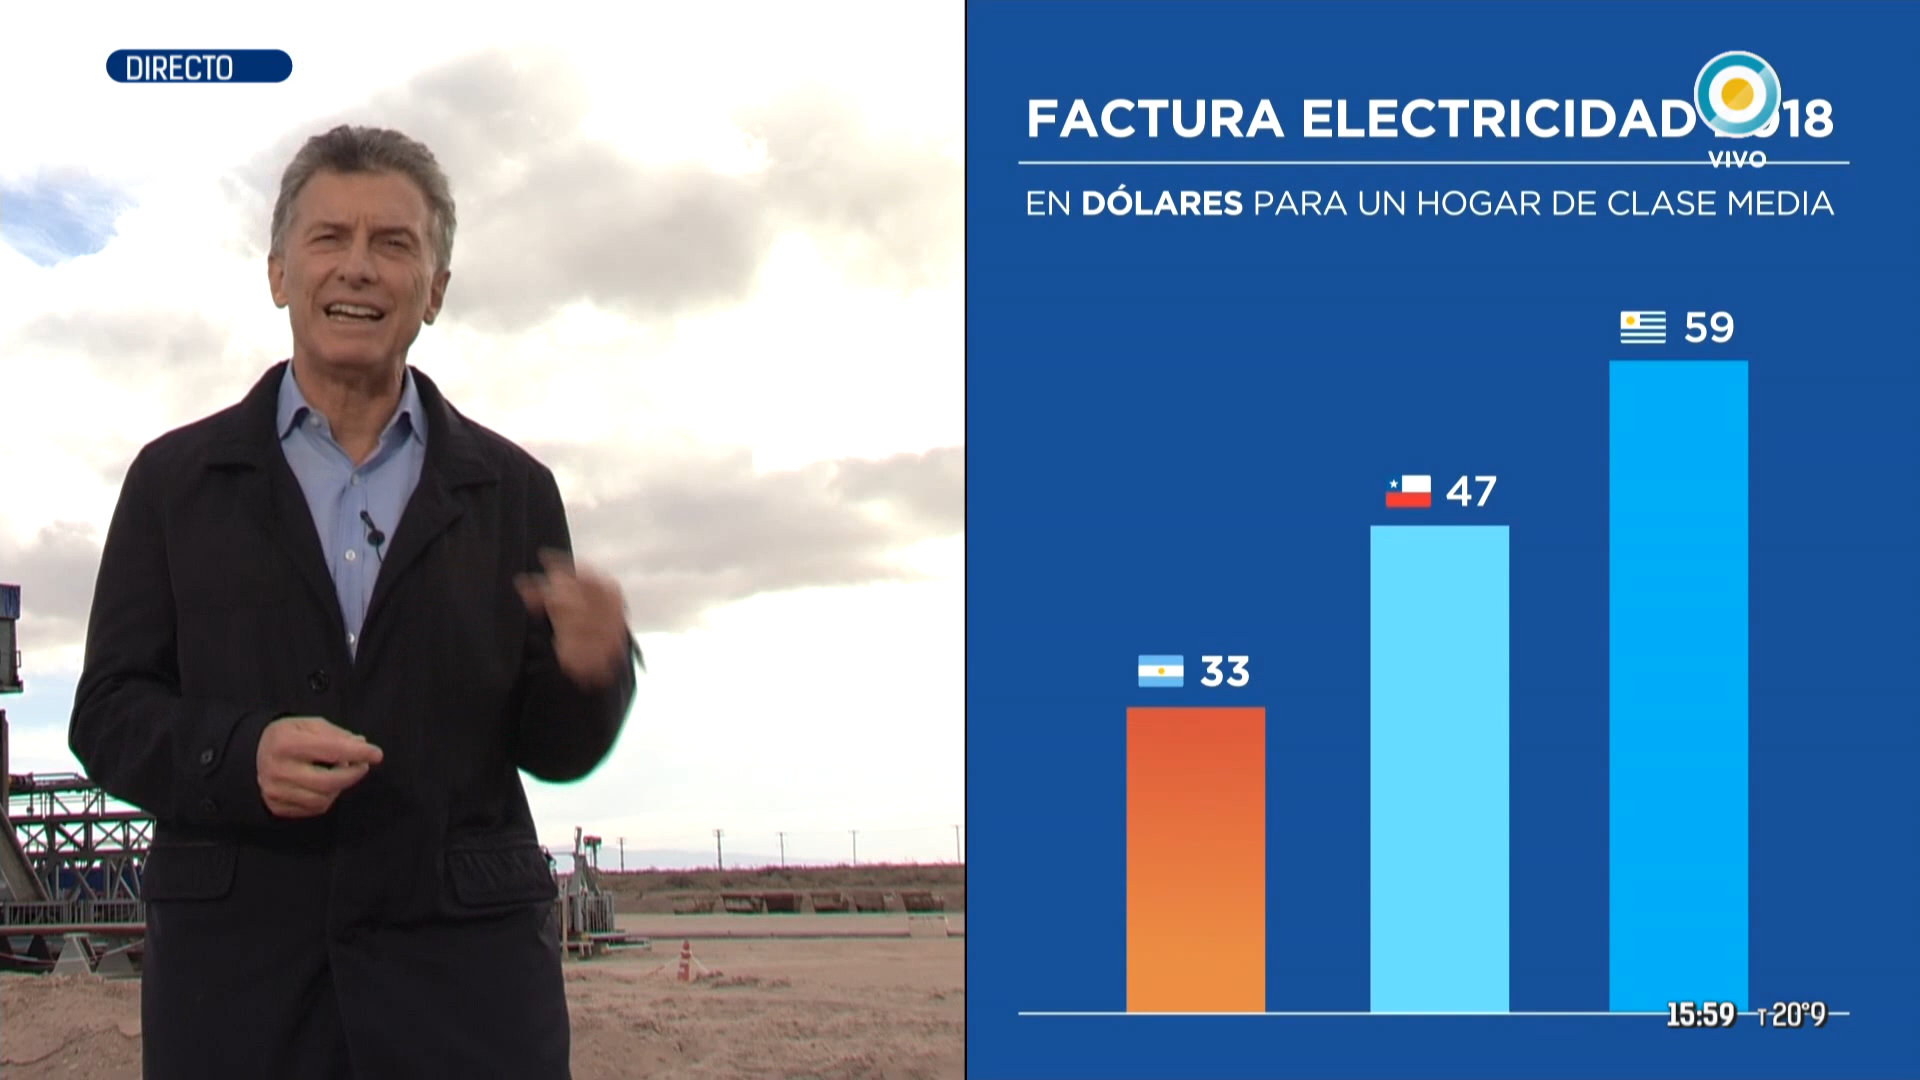 DIRECTO
FACTURA ELECTRICIDAD 2018
VIVO
EN DÓLARES PARA UN HOGAR DE CLASE MEDIA
59
47
33
15:59 T 20°9